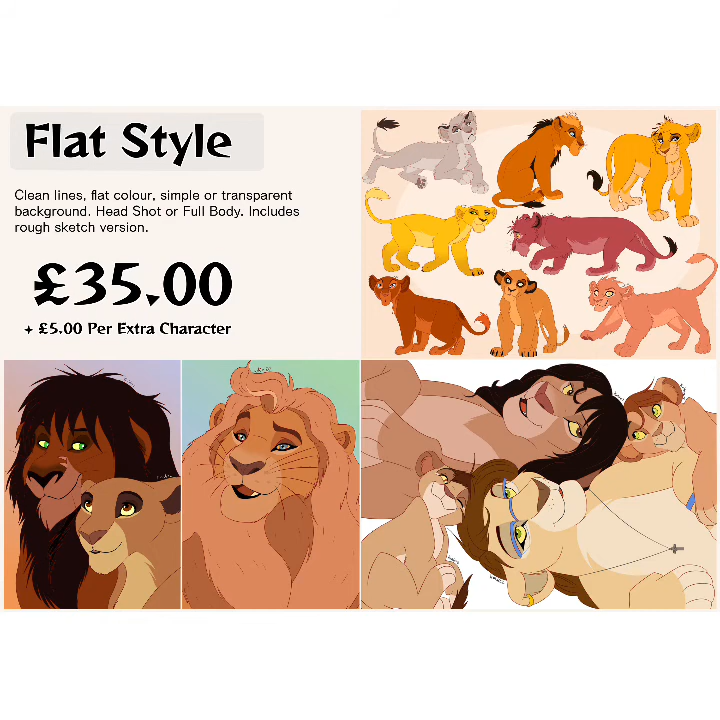 Flat Style
Clean lines, flat colour, simple or transparent
background. Head Shot or Full Body. Includes
rough sketch version.
£35.00
+ £5.00 Per Extra Character